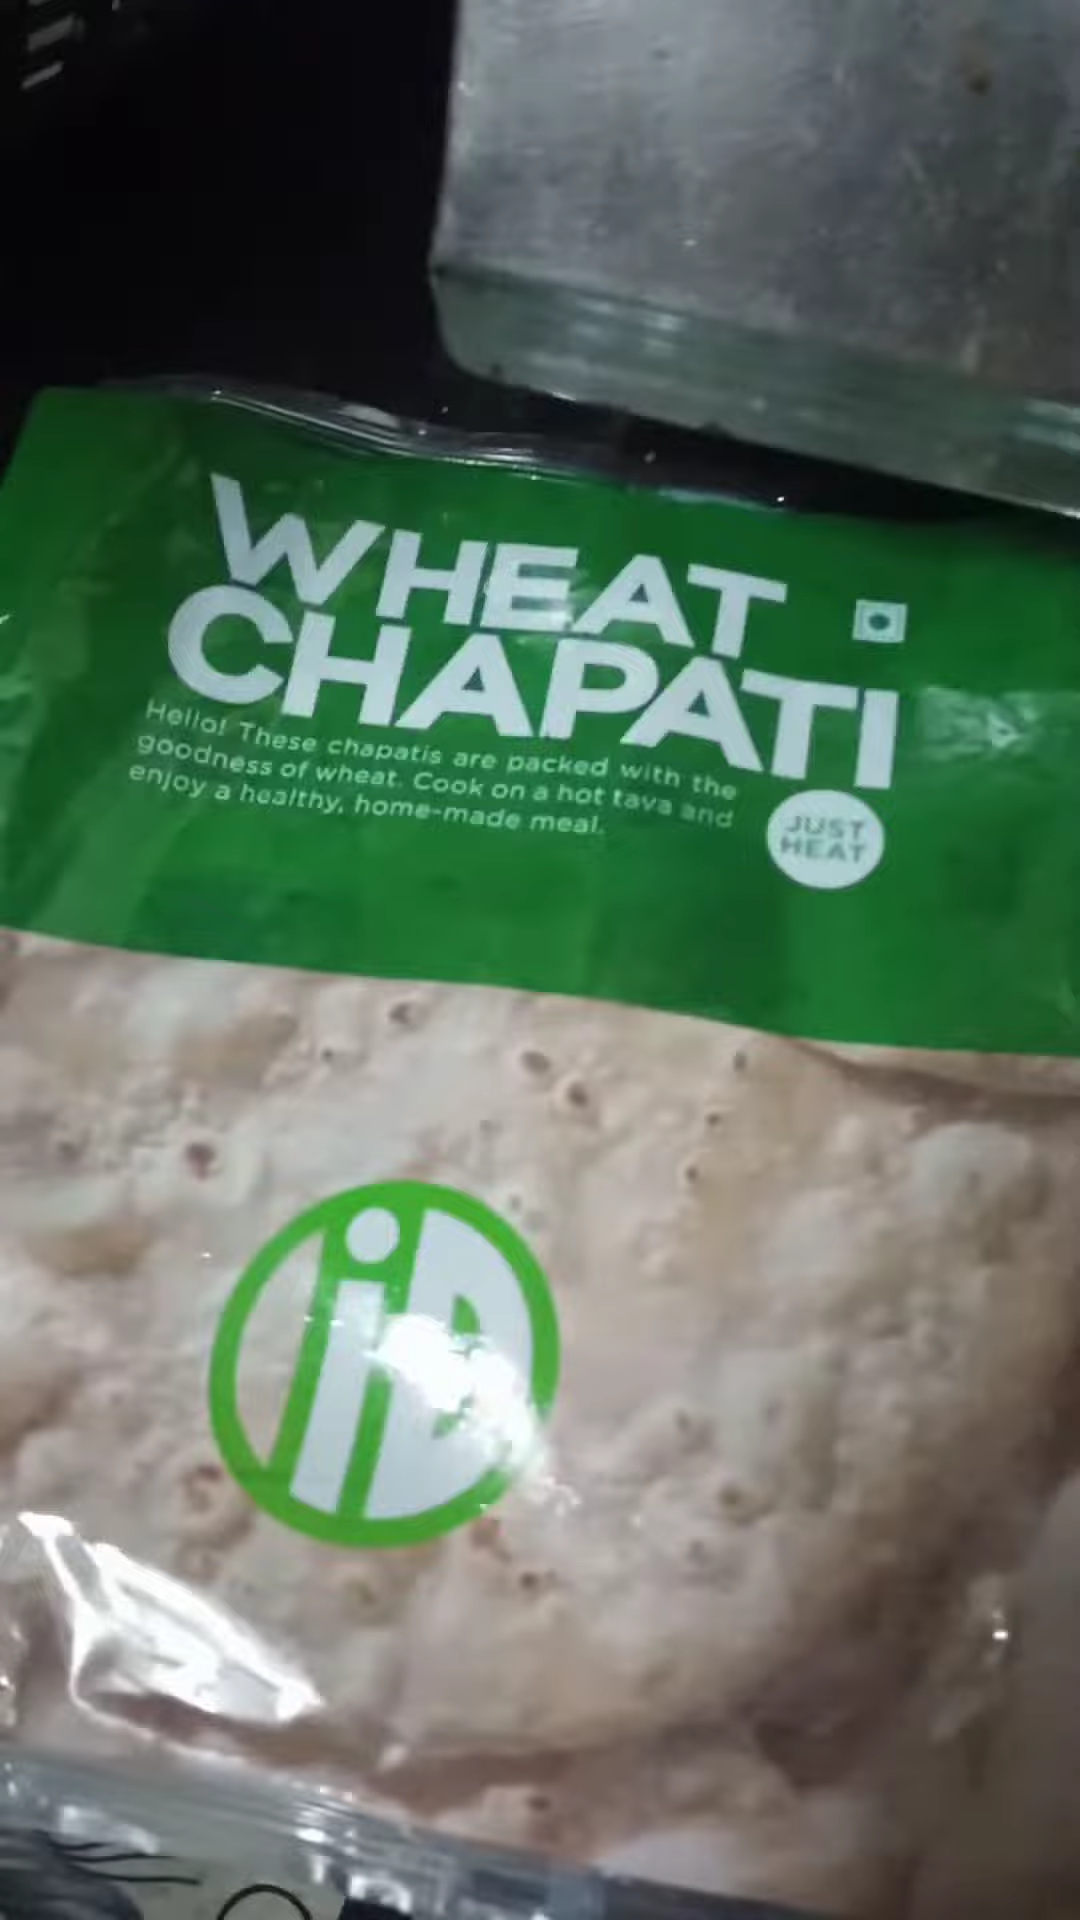 WHEAT
CHAPATI
Hello! These chapatis are packed with the
goodness of wheat. Cook on a hot tava and
enjoy a healthy, home-made meal.
JUST
HEAT
iD